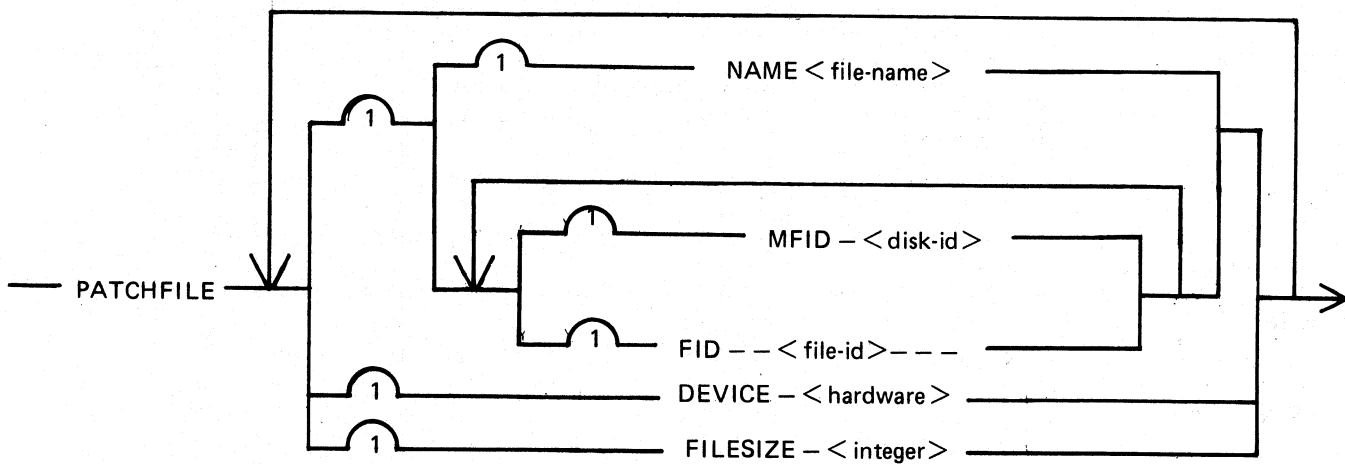 1 NAME < file-name >
1
1 MFID – < disk-id >
PATCHFILE
1 FID – – < file-id > – – –
1 DEVICE – < hardware >
1 FILESIZE – < integer >